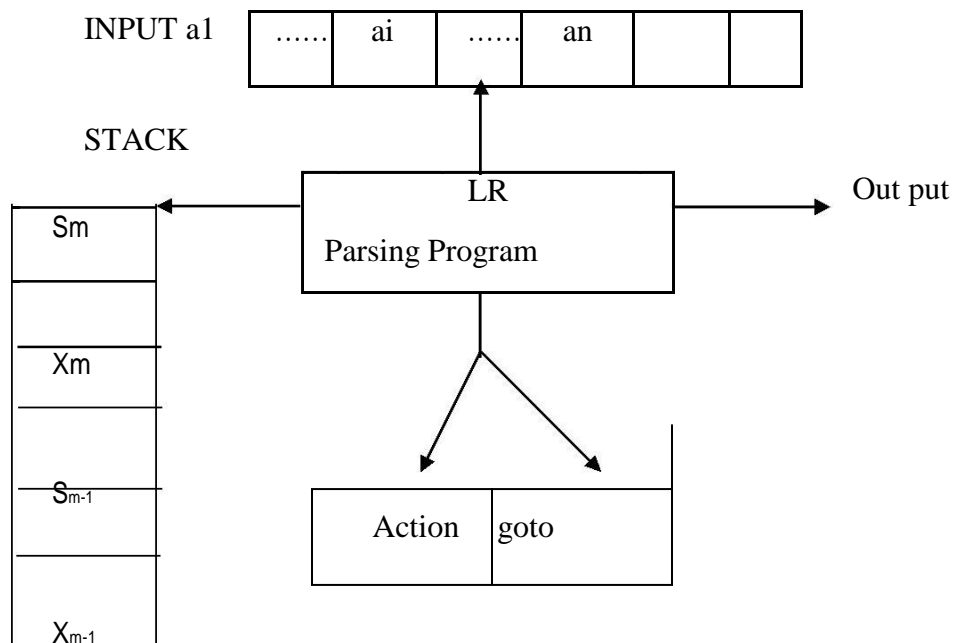 INPUT a1 ...... ai ...... an
STACK
LR
Out put
Parsing Program
Sm
Xm
Sm-1
Action goto
Xm-1